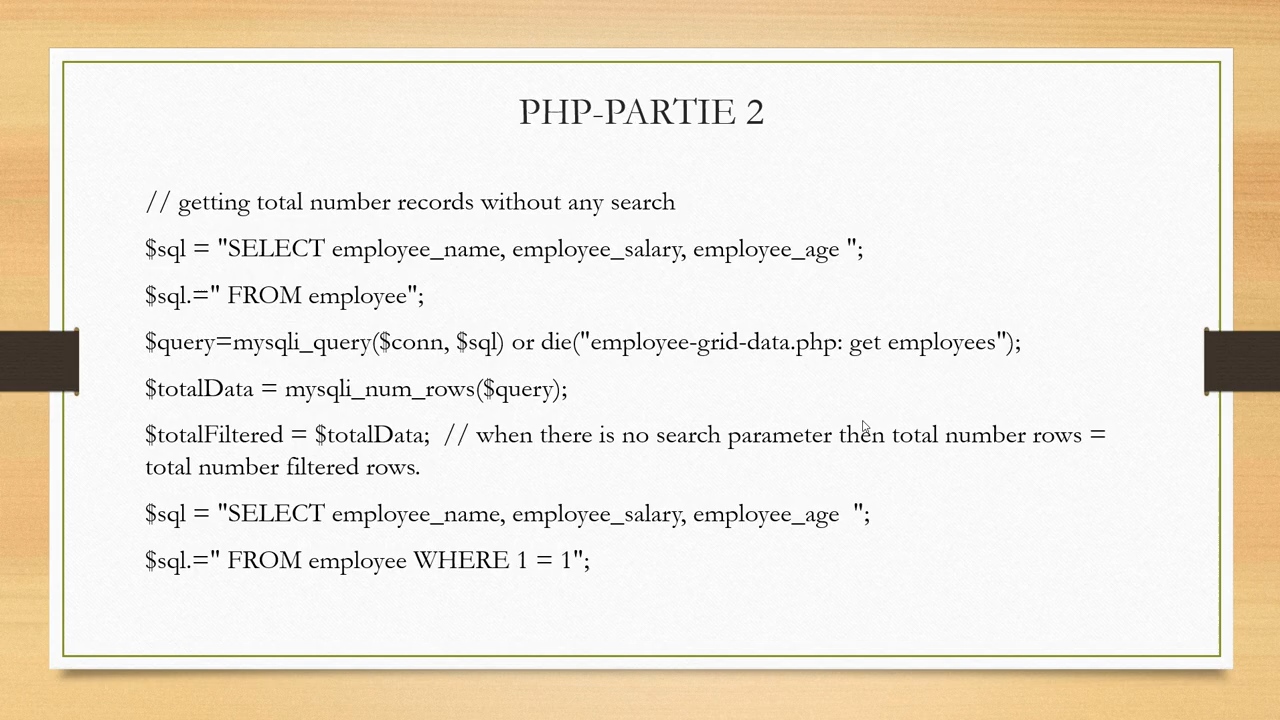 PHP-PARTIE 2
// getting total number records without any search
$sql = "SELECT employee_name, employee_salary, employee_age ";
$sql.=" FROM employee";
$query=mysqli_query($conn, $sql) or die("employee-grid-data.php: get employees");
$totalData = mysqli_num_rows($query);
$totalFiltered = $totalData;  // when there is no search parameter then total number rows =
total number filtered rows.
$sql = "SELECT employee_name, employee_salary, employee_age  ";
$sql.=" FROM employee WHERE 1 = 1";